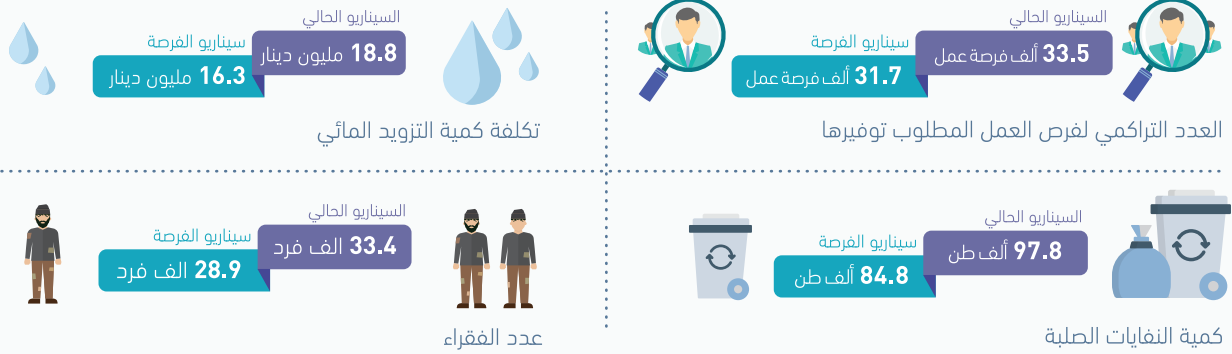 السيناريو الحالي
33.5 ألف فرصة عمل
سيناريو الفرصة
31.7 ألف فرصة عمل
العدد التراكمي لفرص العمل المطلوب توفيرها
السيناريو الحالي
18.8 مليون دينار
سيناريو الفرصة
16.3 مليون دينار
تكلفة كمية التزويد المائي
السيناريو الحالي
97.8 ألف طن
سيناريو الفرصة
84.8 ألف طن
كمية النفايات الصلبة
السيناريو الحالي
33.4 الف فرد
سيناريو الفرصة
28.9 الف فرد
عدد الفقراء